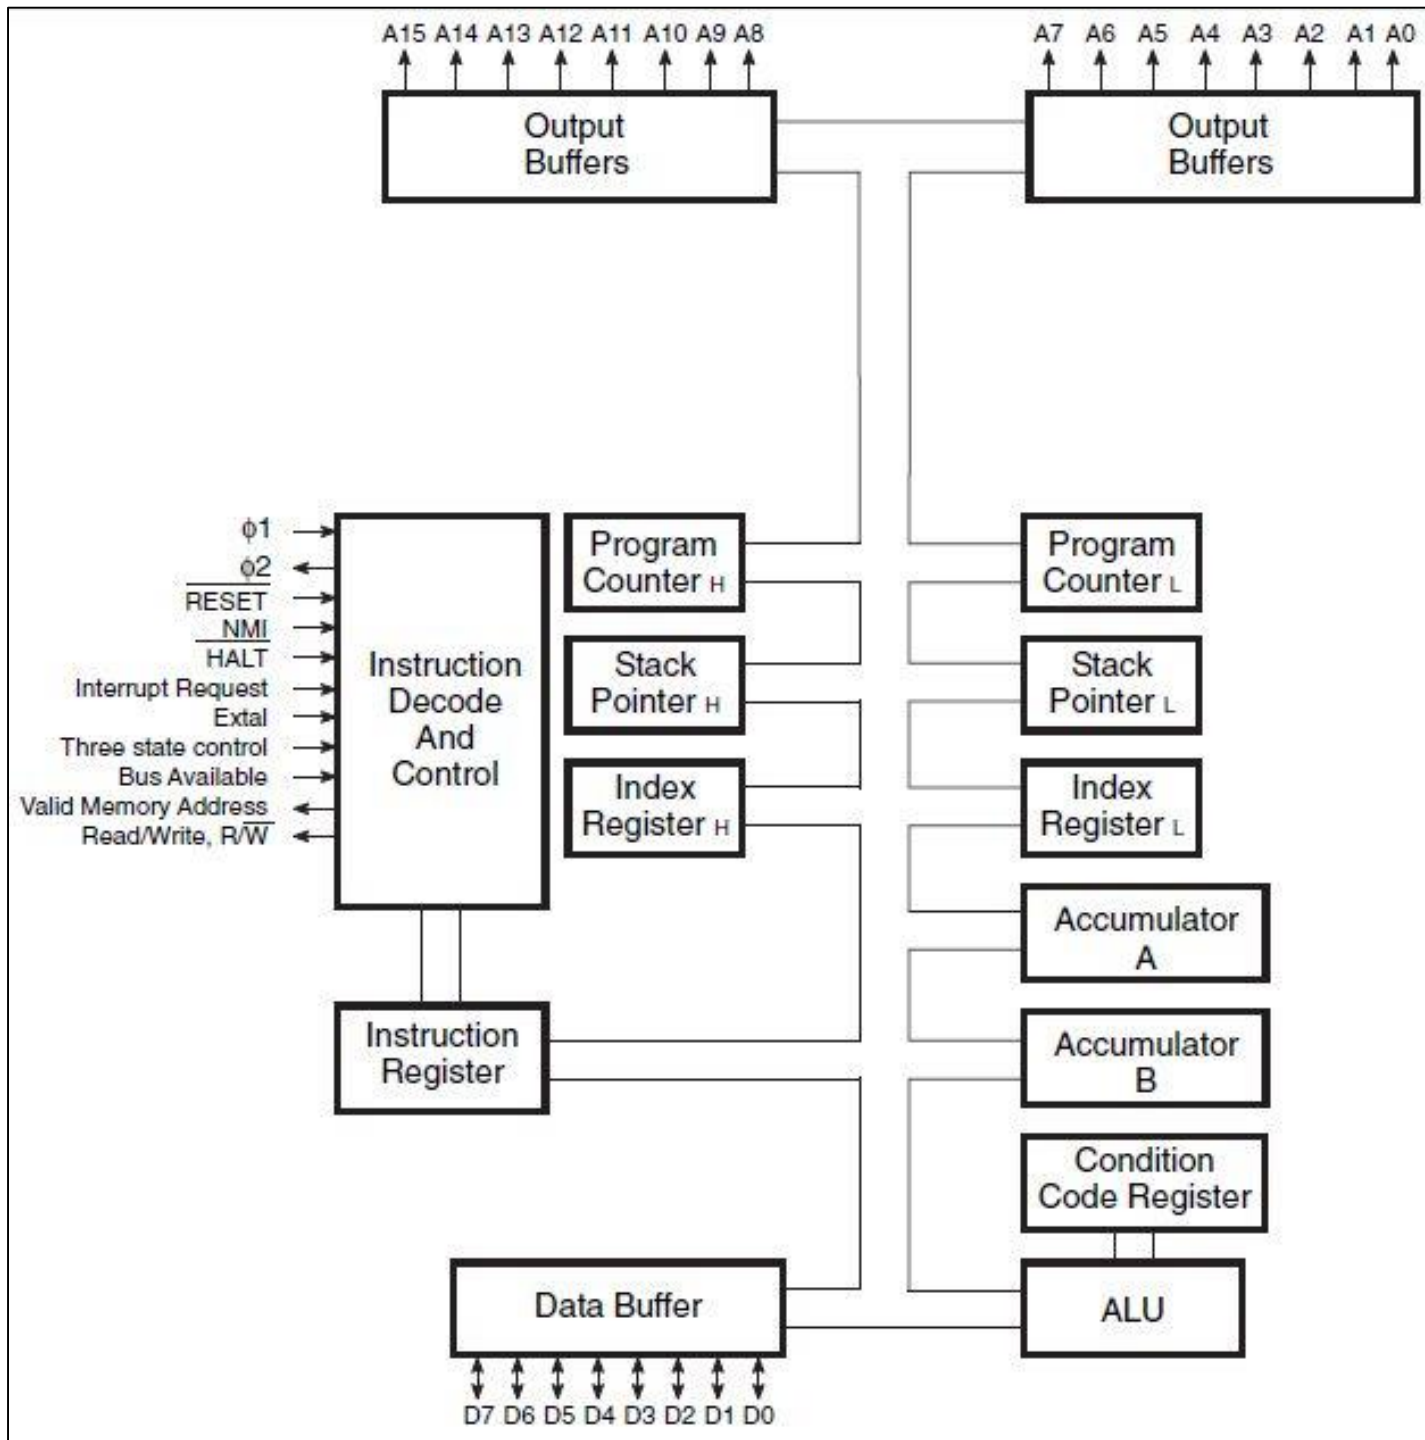 A15 A14 A13 A12 A11 A10 A9 A8
A7 A6 A5 A4 A3 A2 A1 A0
Output
Buffers
Output
Buffers
ϕ1
ϕ2
RESET
NMI
HALT
Interrupt Request
Extal
Three state control
Bus Available
Valid Memory Address
Read/Write, R/W
Instruction
Decode
And
Control
Program
Counter H
Program
Counter L
Stack
Pointer H
Stack
Pointer L
Index
Register H
Index
Register L
Accumulator
A
Instruction
Register
Accumulator
B
Condition
Code Register
Data Buffer
ALU
D7 D6 D5 D4 D3 D2 D1 D0